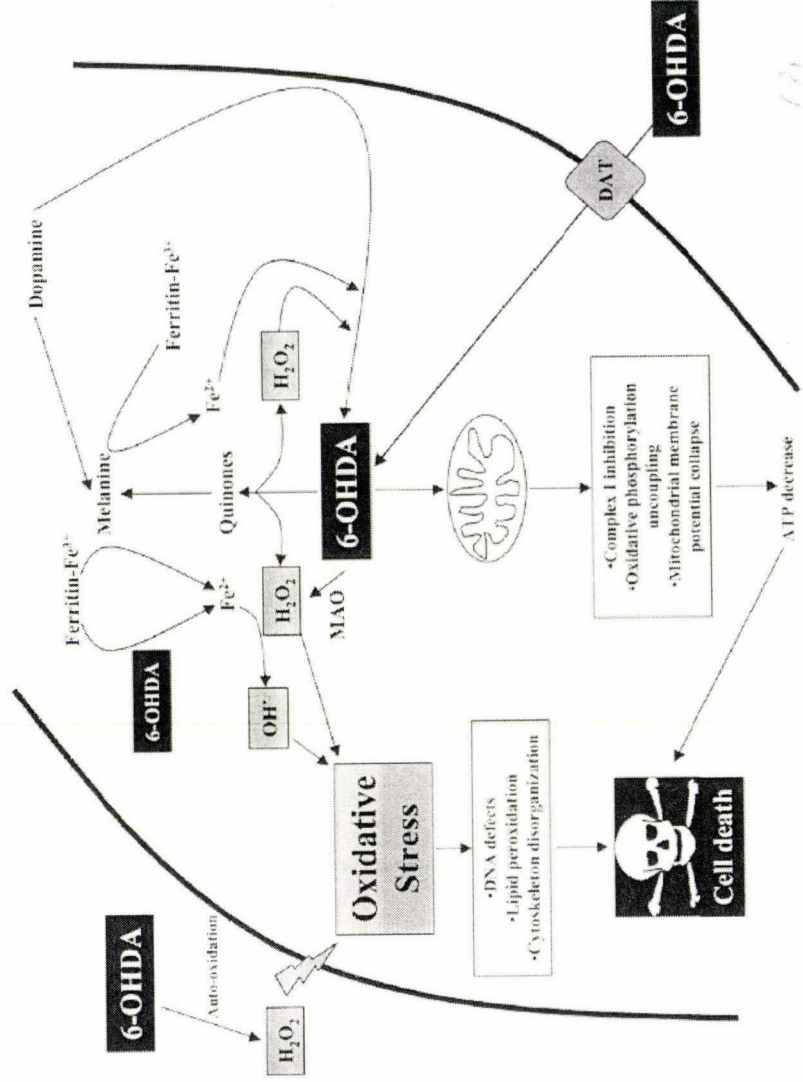 Dopamine
Ferritin-Fe³⁺
Ferritin-Fe³⁺
Melanine
Fe²⁺
Fe²⁺
6-OHDA
Quinones
H₂O₂
H₂O₂
OH•
MAO
6-OHDA
6-OHDA
Auto-oxidation
H₂O₂
Oxidative
Stress
•DNA defects
•Lipid peroxidation
•Cytoskeleton disorganization
Cell death
•Complex I inhibition
•Oxidative phosphorylation
uncoupling
•Mitochondrial membrane
potential collapse
ATP decrease
DAT
6-OHDA